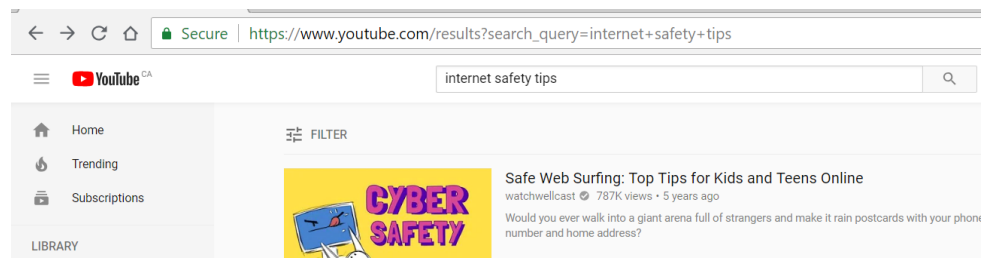 Secure https://www.youtube.com/results?search_query=internet+safety+tips
YouTube CA
internet safety tips
Home
Trending
Subscriptions
LIBRARY
FILTER
CYBER
SAFETY
Safe Web Surfing: Top Tips for Kids and Teens Online
watchwellcast 787K views • 5 years ago
Would you ever walk into a giant arena full of strangers and make it rain postcards with your phone
number and home address?